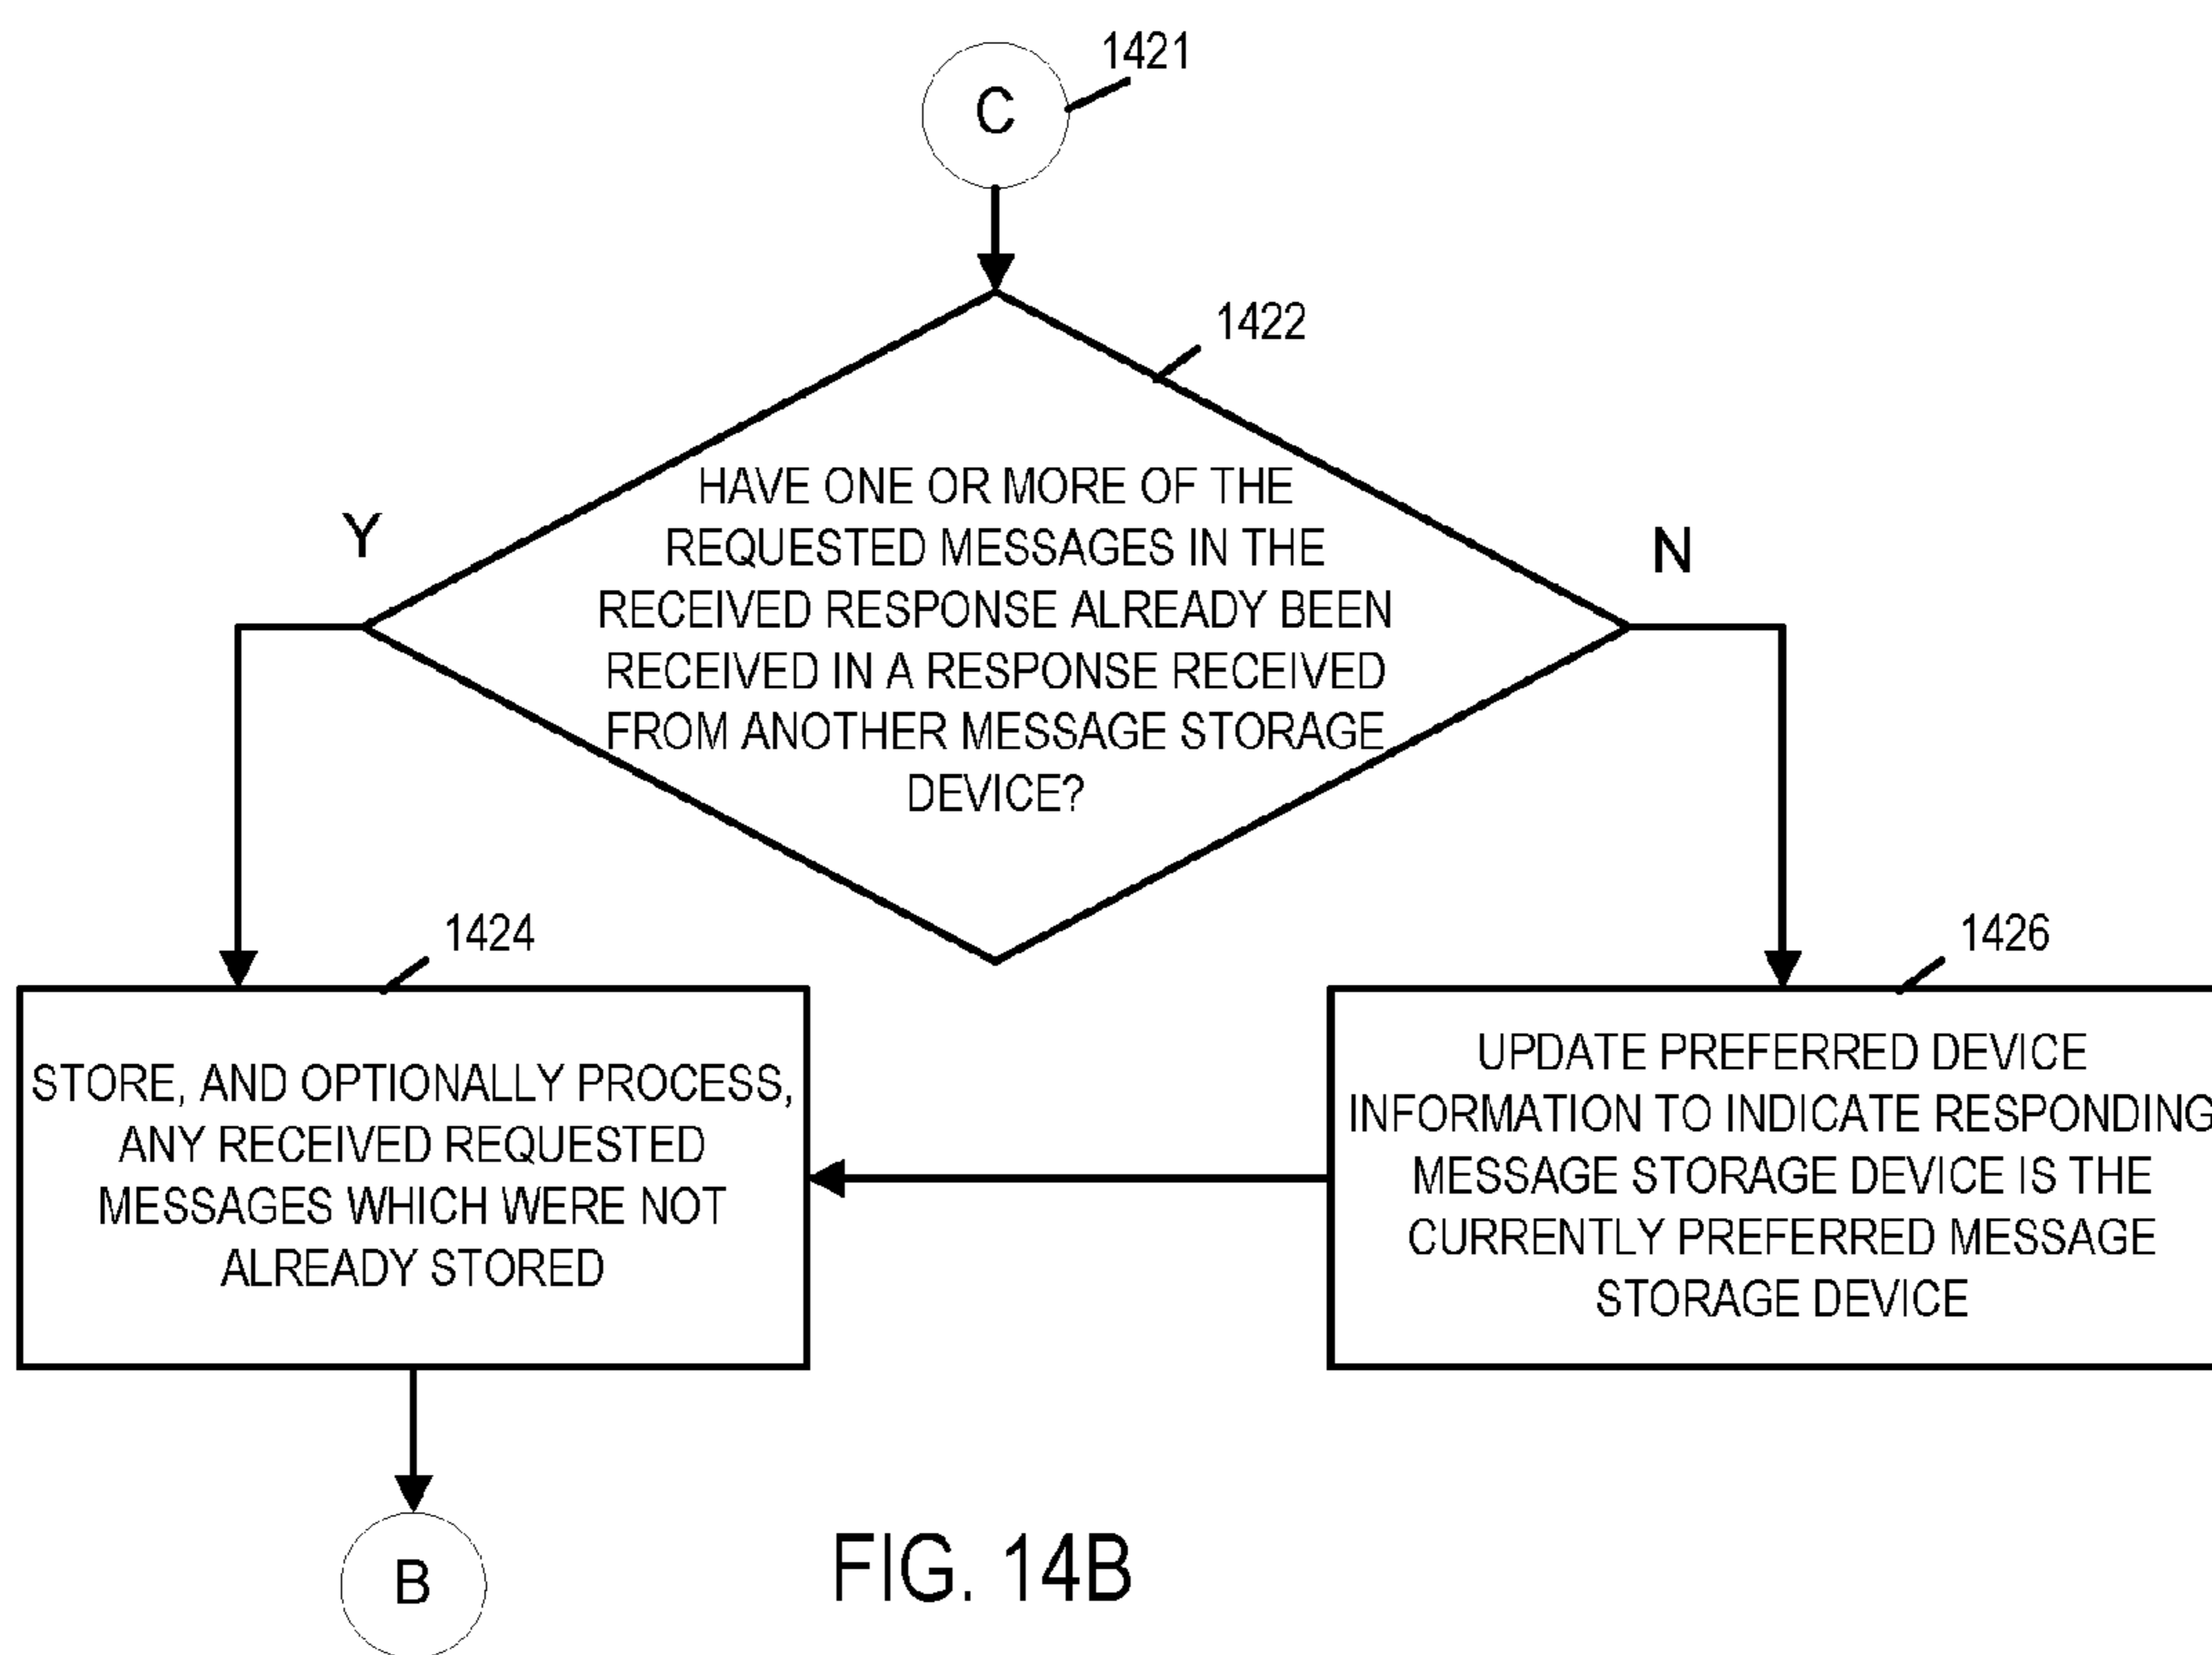 C
1421
1422
HAVE ONE OR MORE OF THE
REQUESTED MESSAGES IN THE
RECEIVED RESPONSE ALREADY BEEN
RECEIVED IN A RESPONSE RECEIVED
FROM ANOTHER MESSAGE STORAGE
DEVICE?
Y
N
1424
STORE, AND OPTIONALLY PROCESS,
ANY RECEIVED REQUESTED
MESSAGES WHICH WERE NOT
ALREADY STORED
1426
UPDATE PREFERRED DEVICE
INFORMATION TO INDICATE RESPONDING
MESSAGE STORAGE DEVICE IS THE
CURRENTLY PREFERRED MESSAGE
STORAGE DEVICE
B
FIG. 14B